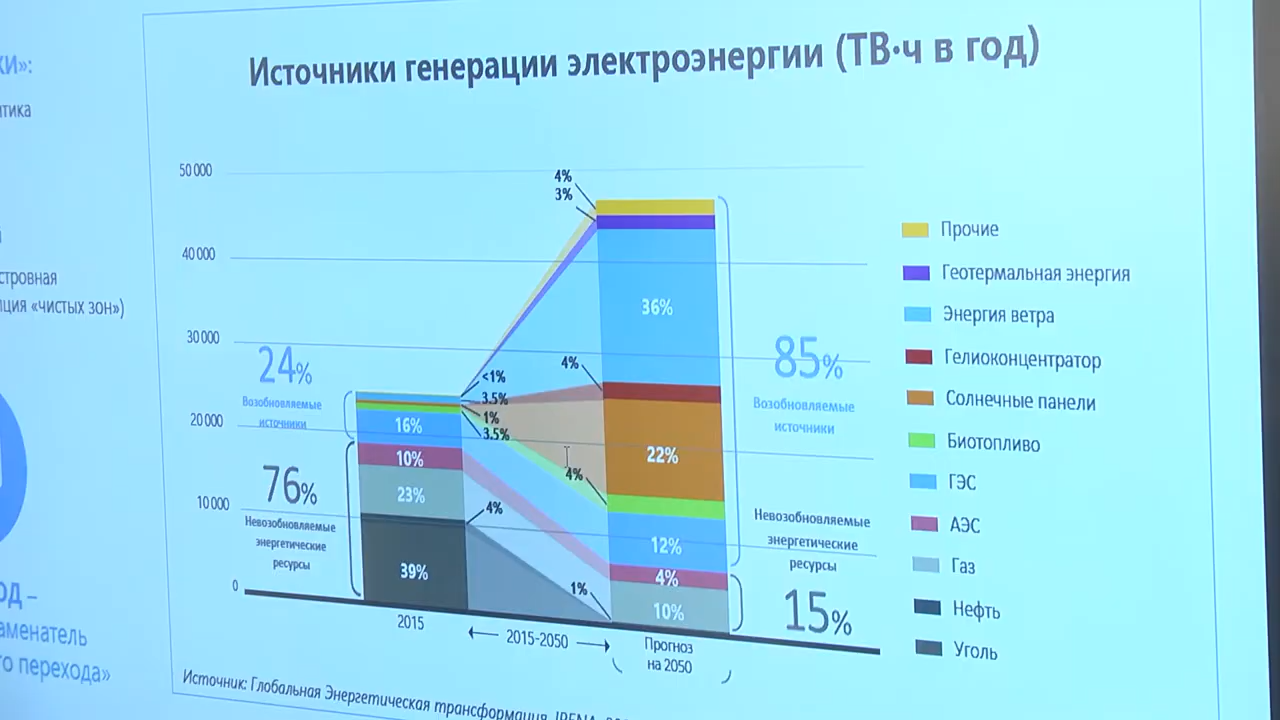 КИ»:
Источники генерации электроэнергии (ТВ·ч в год)
50 000
40 000
30 000
20 000
10 000
0
24%
Возобновляемые
источники
76%
Невозобновляемые
энергетические
ресурсы
16%
10%
23%
39%
4%
3%
<1%
3.5%
1%
3.5%
4%
4%
4%
1%
36%
22%
12%
4%
10%
85%
Возобновляемые
источники
Невозобновляемые
энергетические
ресурсы
15%
2015
2015-2050
Прогноз
на 2050
Прочие
Геотермальная энергия
Энергия ветра
Гелиоконцентратор
Солнечные панели
Биотопливо
ГЭС
АЭС
Газ
Нефть
Уголь
Источник: Глобальная Энергетическая трансформация, IRENA,
тика
стровная
ция «чистых зон»)
ОД –
аменатель
го перехода»